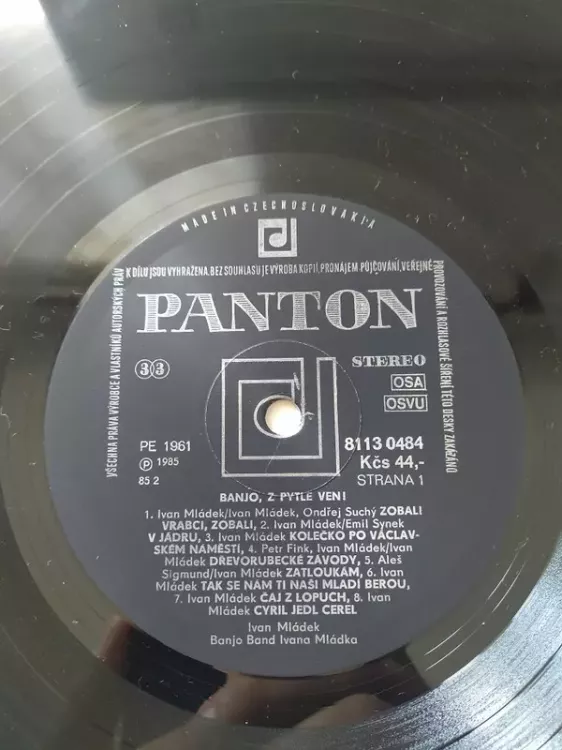 MADE IN CZECHOSLOVAKIA
VŠECHNA PRÁVA VÝROBCE A VLASTNÍKŮ AUTORSKÝCH PRÁV
K DÍLU JSOU VYHRAŽENA. BEZ SOUHLASU JE VÝROBA KOPIÍ, PRONÁJEM PŮJČOVÁNÍ, VEŘEJNÉ
PROVOZOVÁNÍ A ROZHLASOVÉ ŠÍŘENÍ TÉTO DESKY ZAKÁZÁNO
PANTON
33
STEREO
OSA
OSVU
PE 1961
℗ 1985
85 2
8113 0484
Kčs 44,-
STRANA 1
BANJO, Z PYTLE VEN!
1. Ivan Mládek/Ivan Mládek, Ondřej Suchý ZOBALI
VRABCI, ZOBALI, 2. Ivan Mládek/Emil Synek
V JÁDRU, 3. Ivan Mládek KOLEČKO PO VÁCLAV-
SKÉM NÁMĚSTÍ, 4. Petr Fink, Ivan Mládek/Ivan
Mládek DŘEVORUBECKÉ ZÁVODY, 5. Aleš
Sigmund/Ivan Mládek ZATLOUKÁM, 6. Ivan
Mládek TAK SE NÁM TI NAŠI MLADÍ BEROU,
7. Ivan Mládek ČAJ Z LOPUCH, 8. Ivan
Mládek CYRIL JEDL CEREL
Ivan Mládek
Banjo Band Ivana Mládka